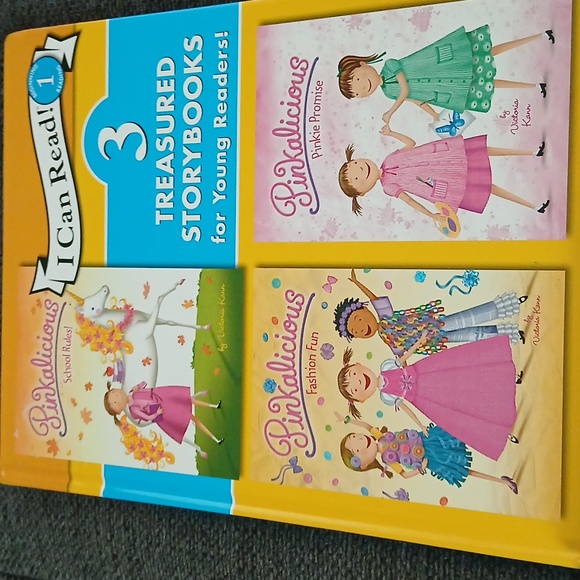 I Can Read!
1
3
TREASURED
STORYBOOKS
for Young Readers!
Pinkalicious
School Rules!
by Victoria Kann
Pinkalicious
Pinkie Promise
by
Victoria
Kann
Pinkalicious
Fashion Fun
by
Victoria Kann